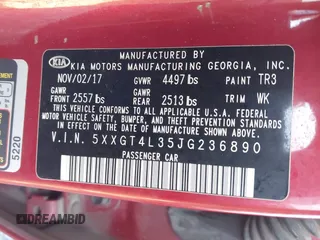 MANUFACTURED BY
KIA KIA MOTORS MANUFACTURING GEORGIA, INC.
NOV/02/17 GVWR 4497 lbs PAINT TR3
GAWR GAWR
FRONT 2557 lbs REAR 2513 lbs TRIM WK
THIS VEHICLE CONFORMS TO ALL APPLICABLE U.S.A. FEDERAL
MOTOR VEHICLE SAFETY, BUMPER, AND THEFT PREVENTION
STANDARDS IN EFFECT ON THE DATE OF MANUFACTURE SHOWN ABOVE.
V.I.N. 5XXGT4L35JG236890
PASSENGER CAR
5220
DREAMBID